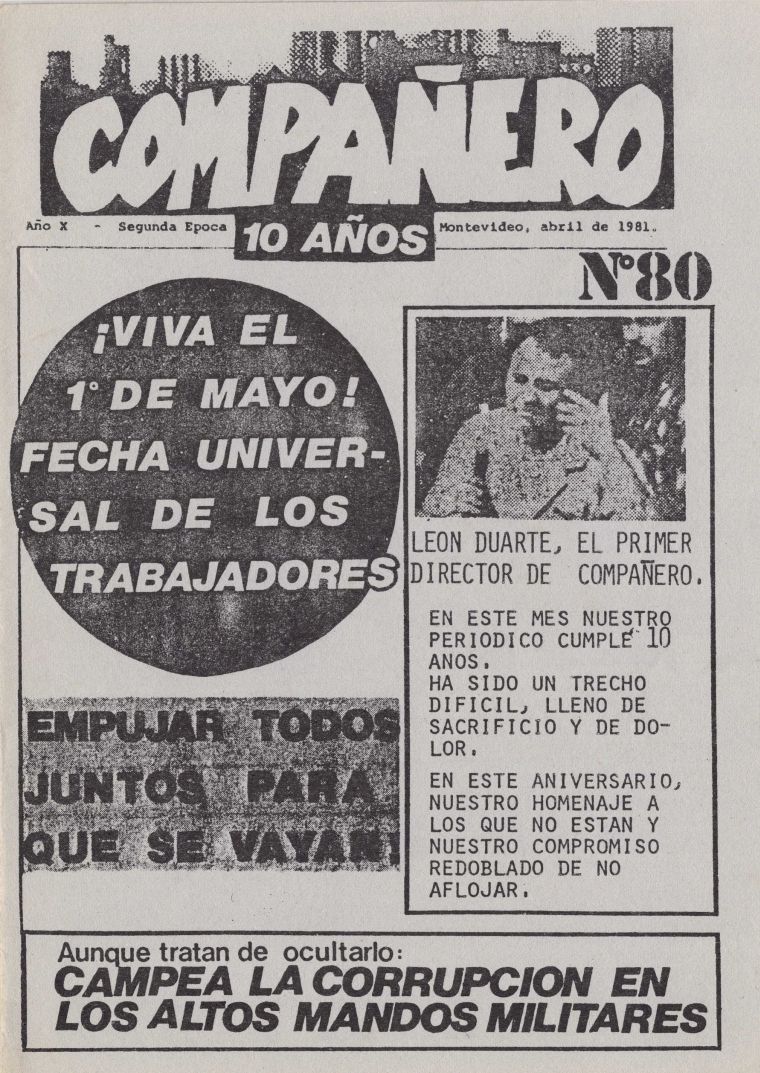 COMPAÑERO
Año X - Segunda Epoca
10 AÑOS
Montevideo, abril de 1981.
Nº80
¡VIVA EL
1º DE MAYO!
FECHA UNIVER-
SAL DE LOS
TRABAJADORES
EMPUJAR TODOS
JUNTOS PARA
QUE SE VAYAN!
LEON DUARTE, EL PRIMER
DIRECTOR DE COMPAÑERO.
EN ESTE MES NUESTRO
PERIODICO CUMPLE 10
ANOS.
HA SIDO UN TRECHO
DIFICIL, LLENO DE
SACRIFICIO Y DE DO-
LOR.
EN ESTE ANIVERSARIO,
NUESTRO HOMENAJE A
LOS QUE NO ESTAN Y
NUESTRO COMPROMISO
REDOBLADO DE NO
AFLOJAR.
Aunque tratan de ocultarlo:
CAMPEA LA CORRUPCION EN
LOS ALTOS MANDOS MILITARES